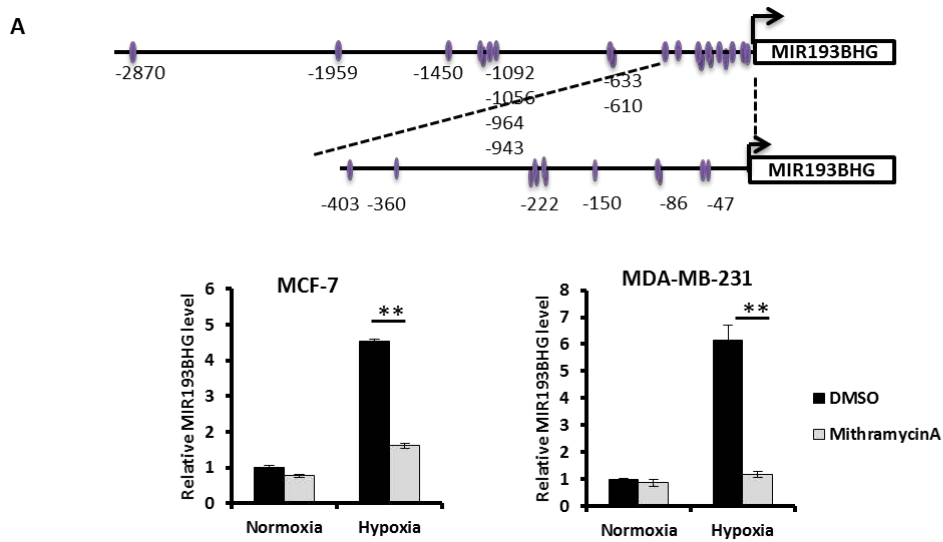 A
MIR193BHG
-2870
-1959
-1450
-1092
-633
-1056
-610
-964
-943
MIR193BHG
-403
-360
-222
-150
-86
-47
MCF-7
Relative MIR193BHG level
6
5
4
3
2
1
0
**
Normoxia
Hypoxia
MDA-MB-231
Relative MIR193BHG level
8
7
6
5
4
3
2
1
0
**
Normoxia
Hypoxia
DMSO
MithramycinA